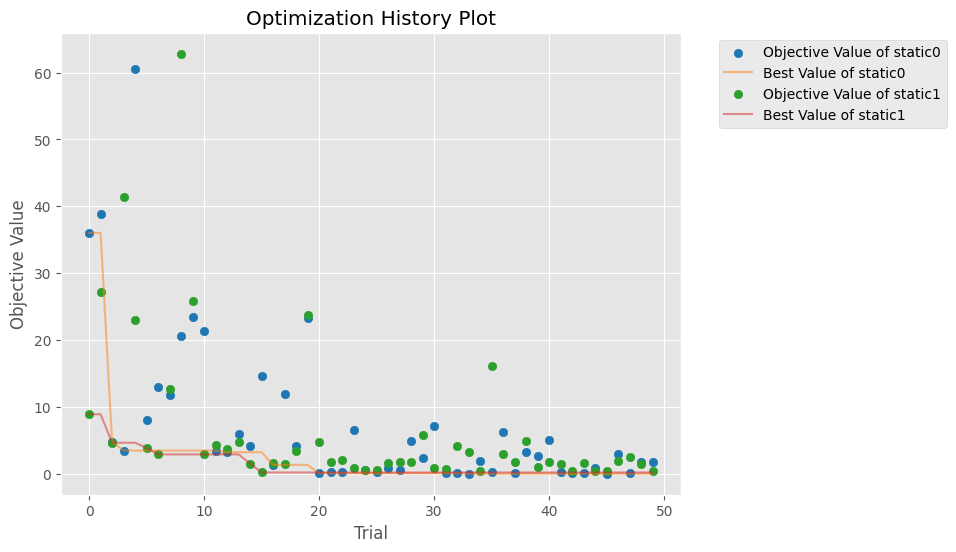 Optimization History Plot
Objective Value of static0
Best Value of static0
Objective Value of static1
Best Value of static1
Objective Value
60
50
40
30
20
10
0
0 10 20 30 40 50
Trial